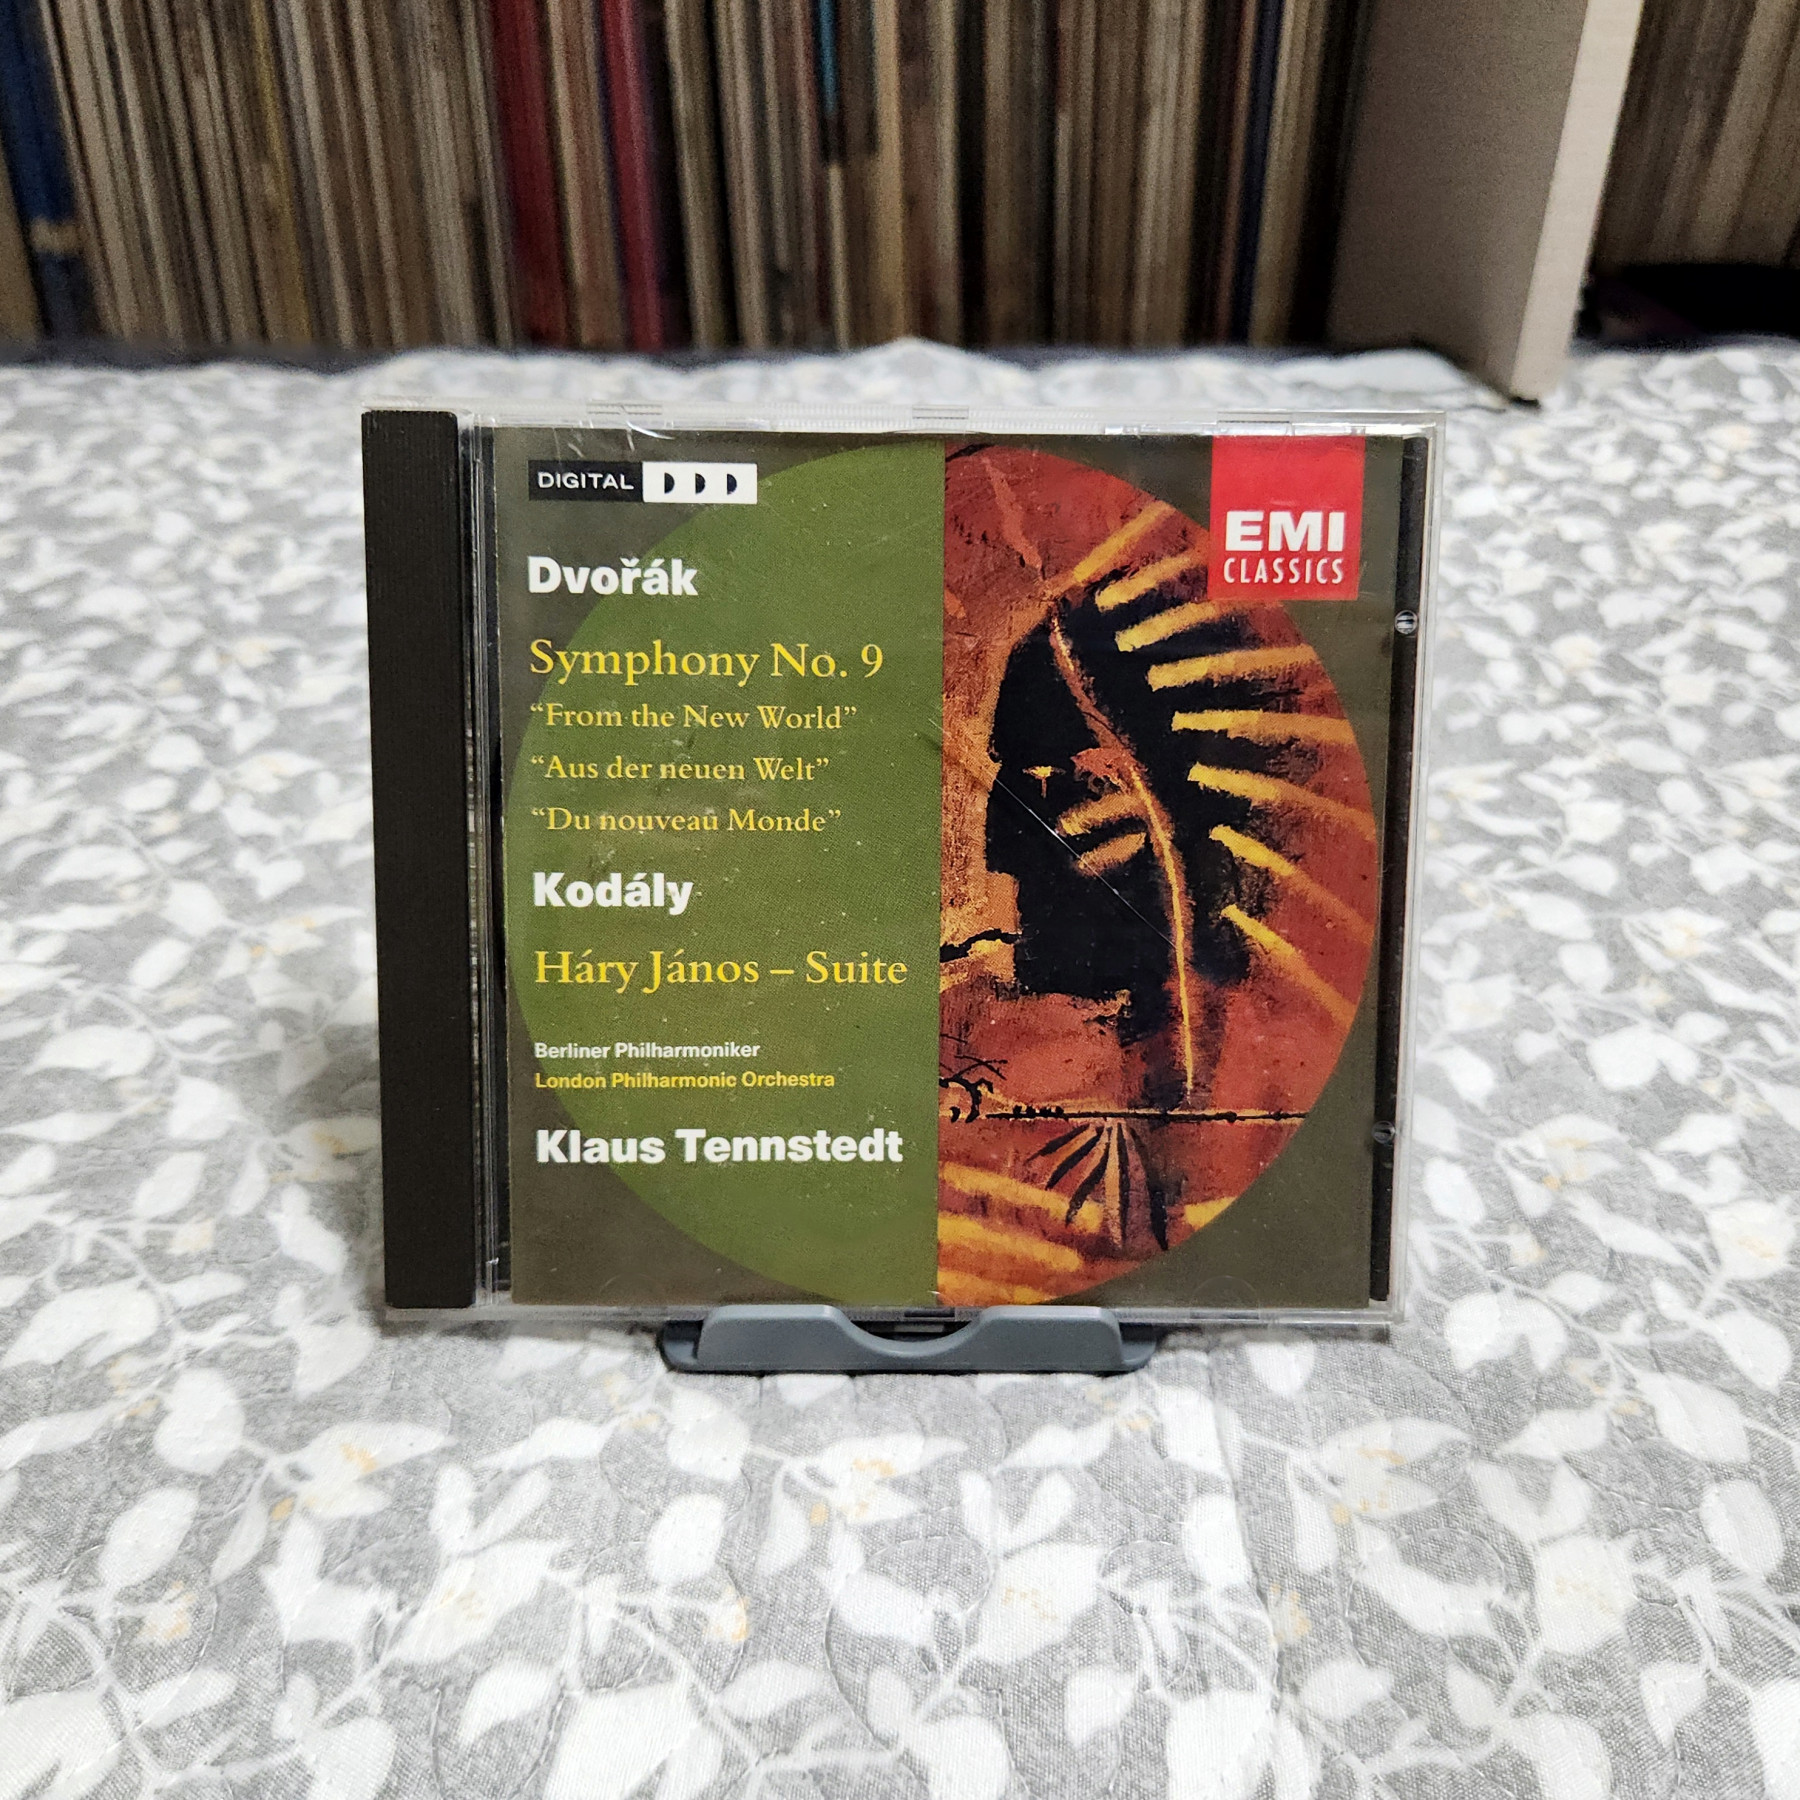 DIGITAL DDD
EMI
CLASSICS
Dvořák
Symphony No. 9
“From the New World”
“Aus der neuen Welt”
“Du nouveau Monde”
Kodály
Háry János – Suite
Berliner Philharmoniker
London Philharmonic Orchestra
Klaus Tennstedt